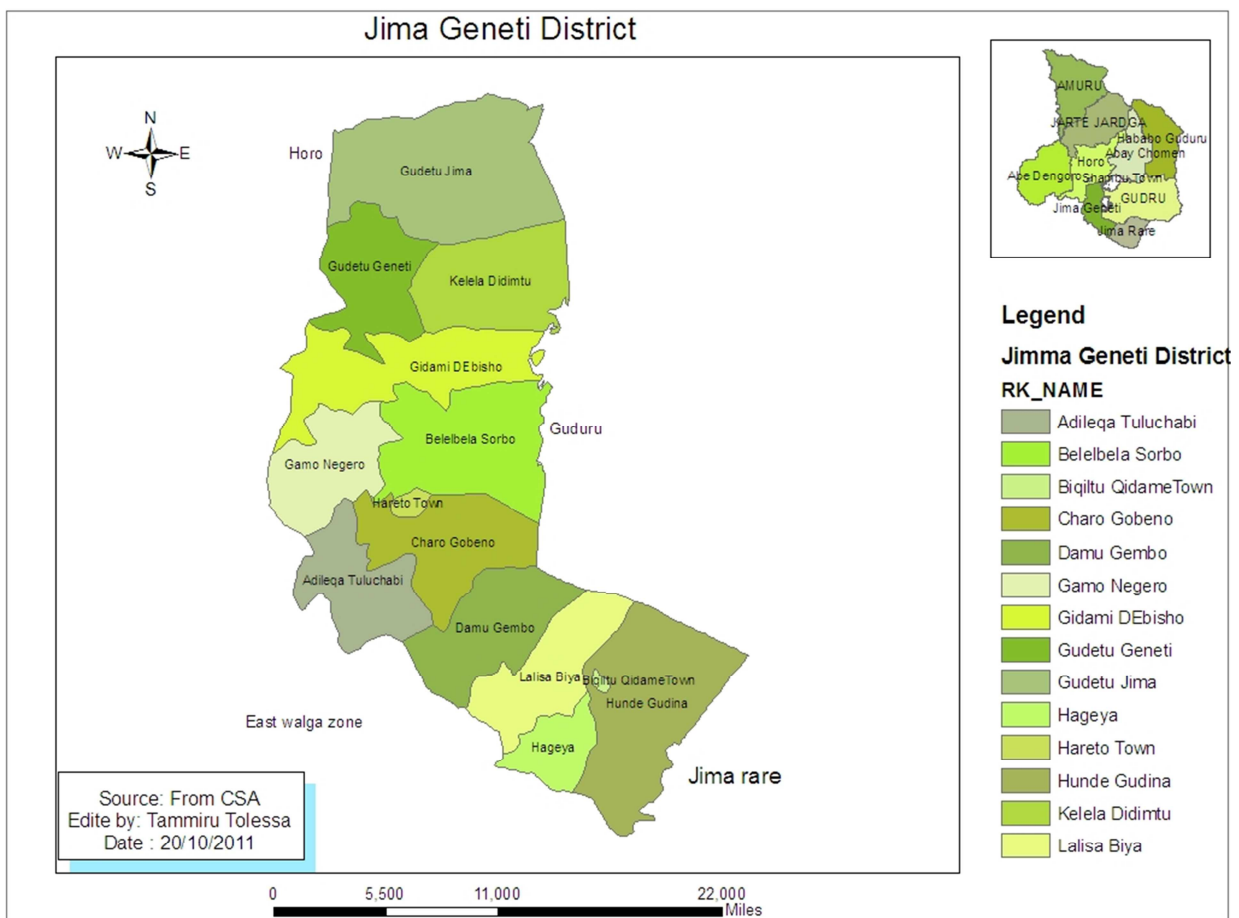 Jima Geneti District
N
W
E
S
Horo
Gudetu Jima
Gudetu Geneti
Kelela Didimtu
Gidami DEbisho
Guduru
Belelbela Sorbo
Gamo Negero
Hareto Town
Charo Gobeno
Adileqa Tuluchabi
Damu Gembo
Lalisa Biya
Biqiltu QidameTown
Hunde Gudina
Hageya
East walga zone
Jima rare
Source: From CSA
Edite by: Tammiru Tolessa
Date : 20/10/2011
0 5,500 11,000 22,000
Miles
AMURU
JARTE JARDGA
Hababo Guduru
Abay Chomen
Horo
Abe Dengoro
Shambu Town
GUDRU
Jima Geneti
Jima Rare
Legend
Jimma Geneti District
RK_NAME
Adileqa Tuluchabi
Belelbela Sorbo
Biqiltu QidameTown
Charo Gobeno
Damu Gembo
Gamo Negero
Gidami DEbisho
Gudetu Geneti
Gudetu Jima
Hageya
Hareto Town
Hunde Gudina
Kelela Didimtu
Lalisa Biya